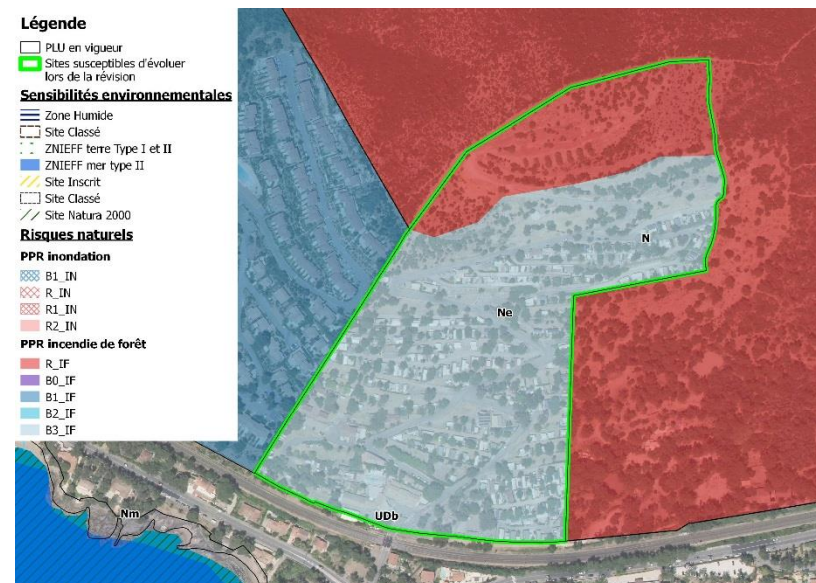 Légende
PLU en vigueur
Sites susceptibles d'évoluer
lors de la révision
Sensibilités environnementales
Zone Humide
Site Classé
ZNIEFF terre Type I et II
ZNIEFF mer type II
Site Inscrit
Site Classé
Site Natura 2000
Risques naturels
PPR inondation
B1_IN
R_IN
R1_IN
R2_IN
PPR incendie de forêt
R_IF
B0_IF
B1_IF
B2_IF
B3_IF
N
Ne
UDb
Nm